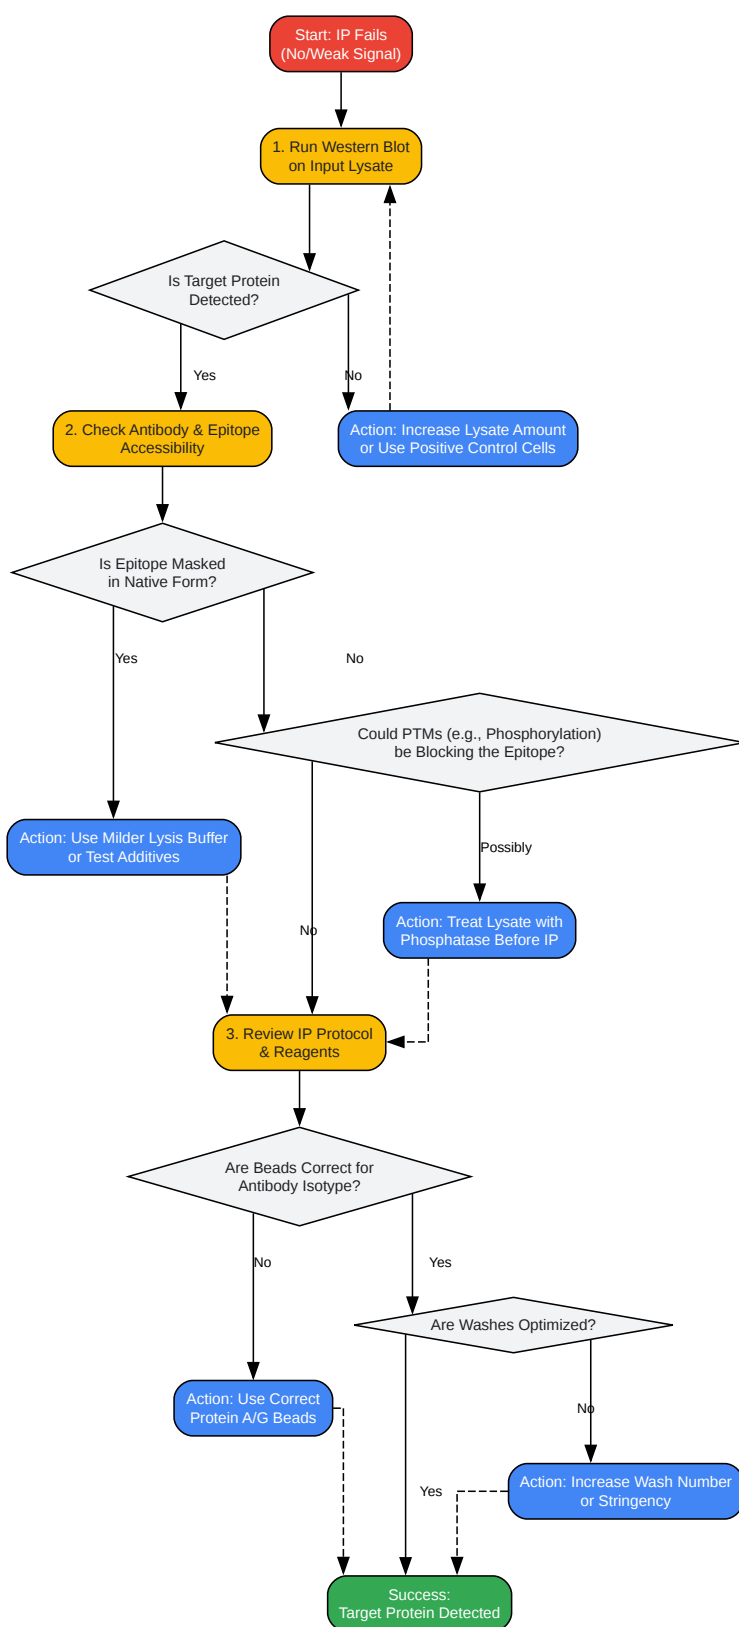 Start: IP Fails
(No/Weak Signal)
1. Run Western Blot
on Input Lysate
Is Target Protein
Detected?
Yes
No
2. Check Antibody & Epitope
Accessibility
Action: Increase Lysate Amount
or Use Positive Control Cells
Is Epitope Masked
in Native Form?
Yes
No
Could PTMs (e.g., Phosphorylation)
be Blocking the Epitope?
Action: Use Milder Lysis Buffer
or Test Additives
Possibly
No
Action: Treat Lysate with
Phosphatase Before IP
3. Review IP Protocol
& Reagents
Are Beads Correct for
Antibody Isotype?
No
Yes
Are Washes Optimized?
Action: Use Correct
Protein A/G Beads
No
Yes
Action: Increase Wash Number
or Stringency
Success:
Target Protein Detected